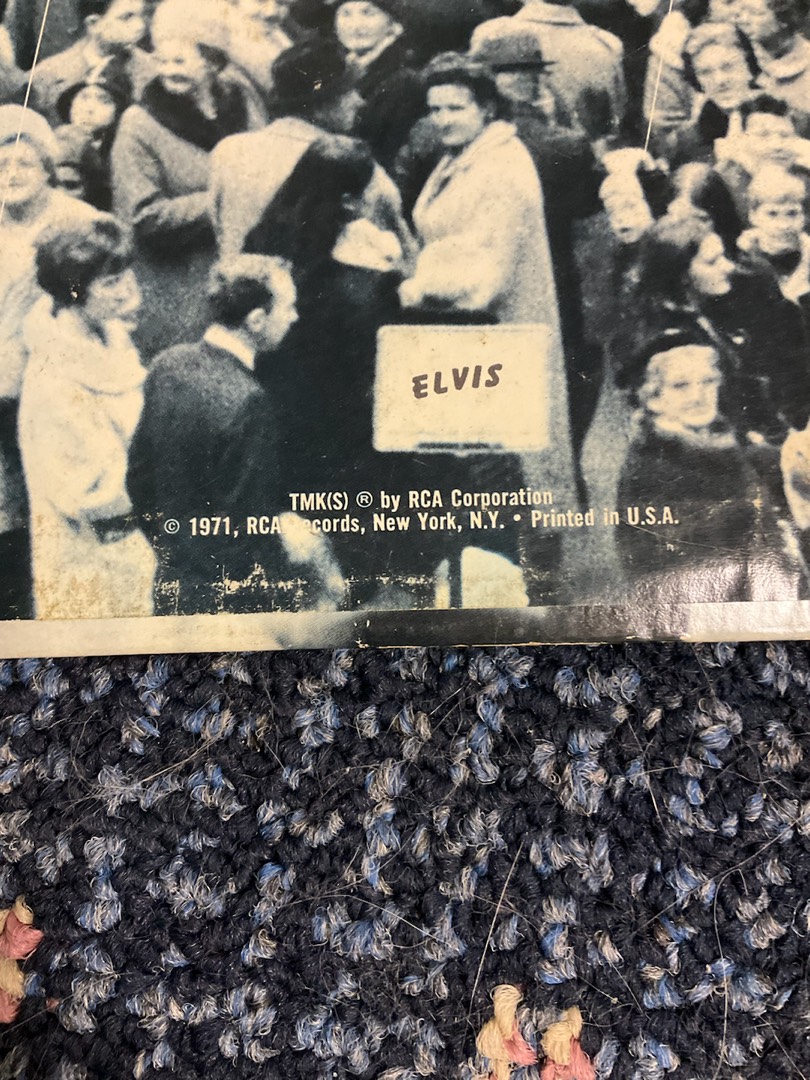 ELVIS
TMK(S) ® by RCA Corporation
© 1971, RCA Records, New York, N.Y. • Printed in U.S.A.